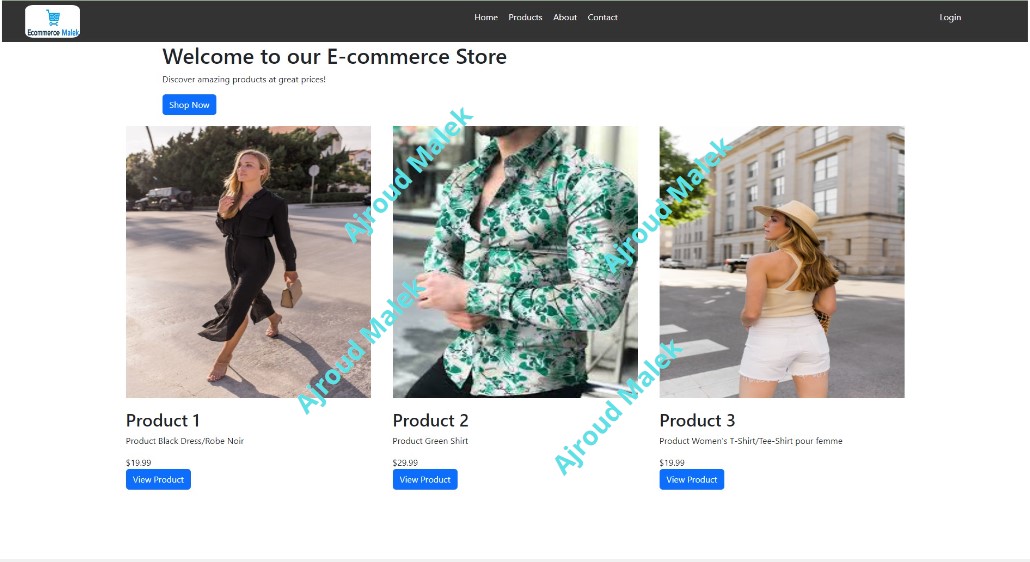 Ecommerce Malek
Home Products About Contact
Login
Welcome to our E-commerce Store
Discover amazing products at great prices!
Shop Now
Ajroud Malek
Ajroud Malek
Ajroud Malek
Ajroud Malek
Product 1
Product Black Dress/Robe Noir
$19.99
View Product
Product 2
Product Green Shirt
$29.99
View Product
Product 3
Product Women's T-Shirt/Tee-Shirt pour femme
$19.99
View Product